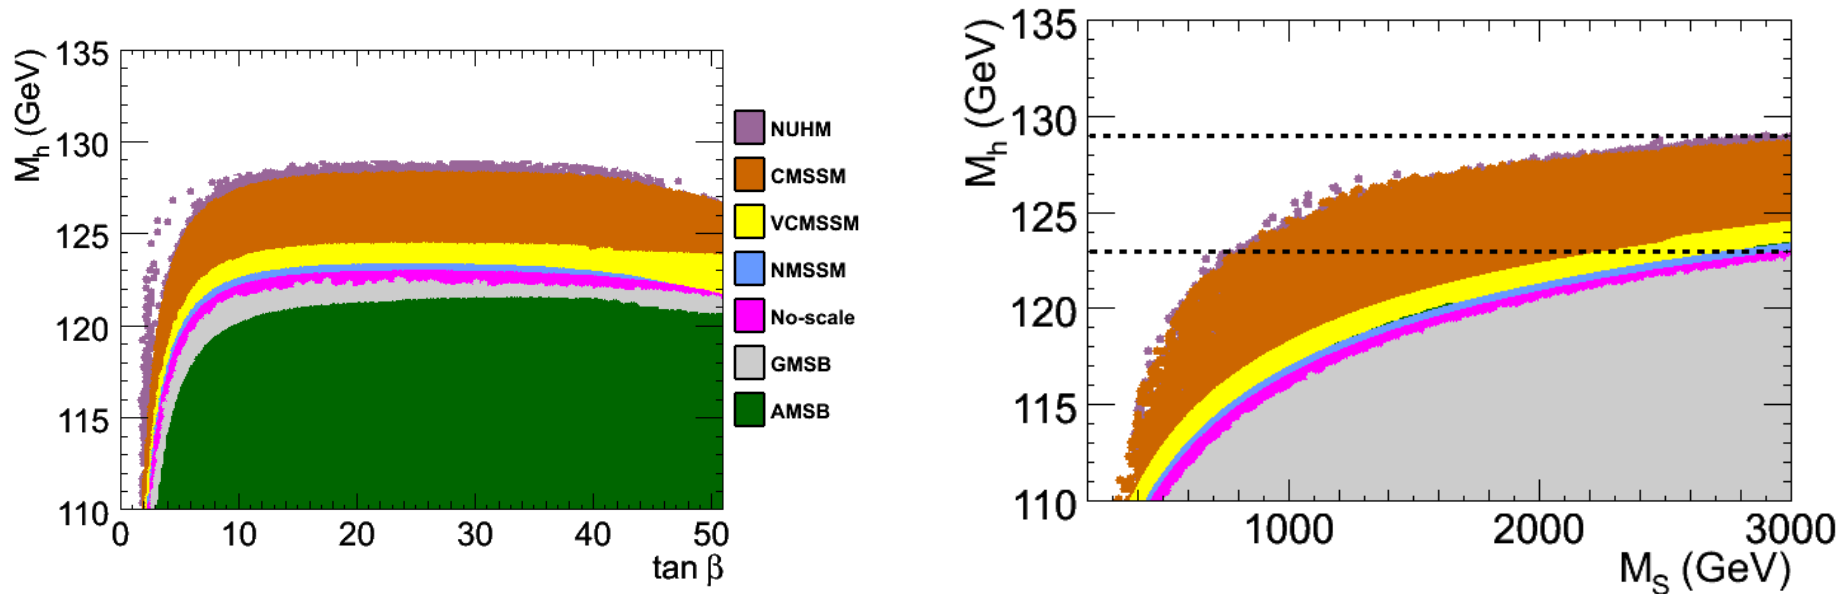 M_h (GeV)
135
130
125
120
115
110
0
10
20
30
40
50
tan β
NUHM
CMSSM
VCMSSM
NMSSM
No-scale
GMSB
AMSB
M_h (GeV)
135
130
125
120
115
110
1000
2000
3000
M_S (GeV)